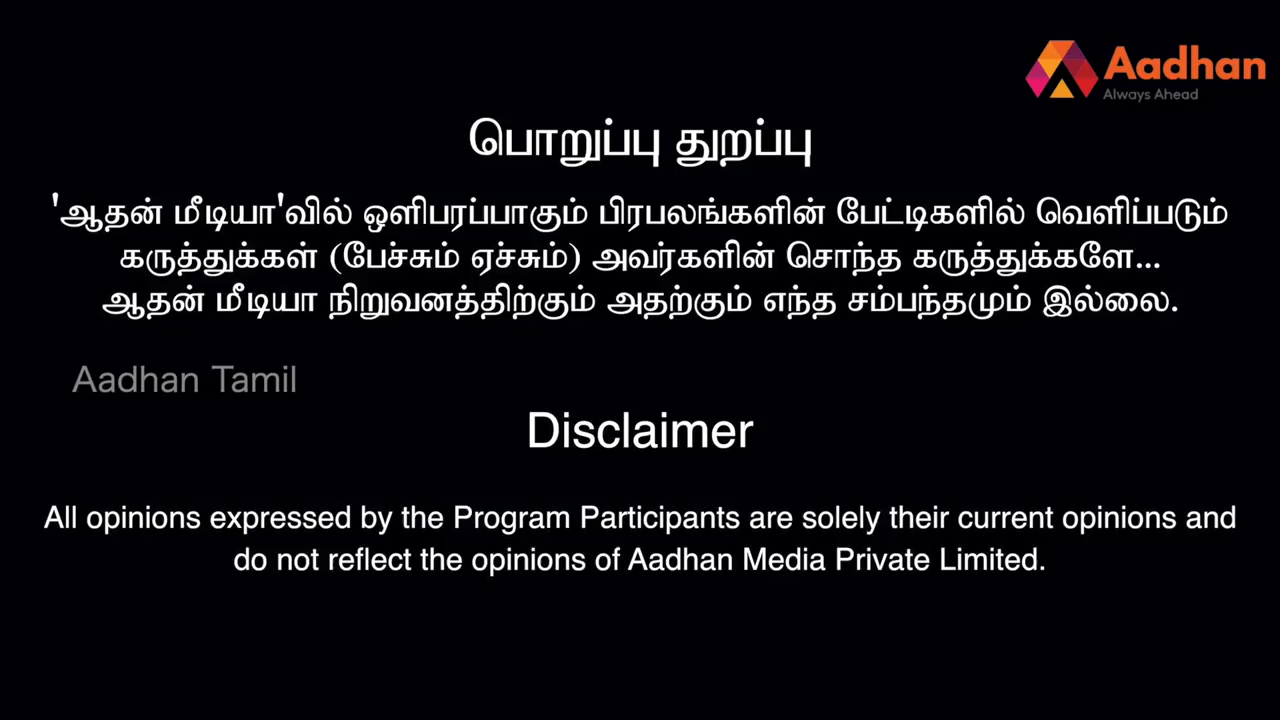 Aadhan
Always Ahead
பொறுப்பு துறப்பு
'ஆதன் மீடியா'வில் ஒளிபரப்பாகும் பிரபலங்களின் பேட்டிகளில் வெளிப்படும்
கருத்துக்கள் (பேச்சும் ஏச்சும்) அவர்களின் சொந்த கருத்துக்களே...
ஆதன் மீடியா நிறுவனத்திற்கும் அதற்கும் எந்த சம்பந்தமும் இல்லை.
Aadhan Tamil
Disclaimer
All opinions expressed by the Program Participants are solely their current opinions and
do not reflect the opinions of Aadhan Media Private Limited.